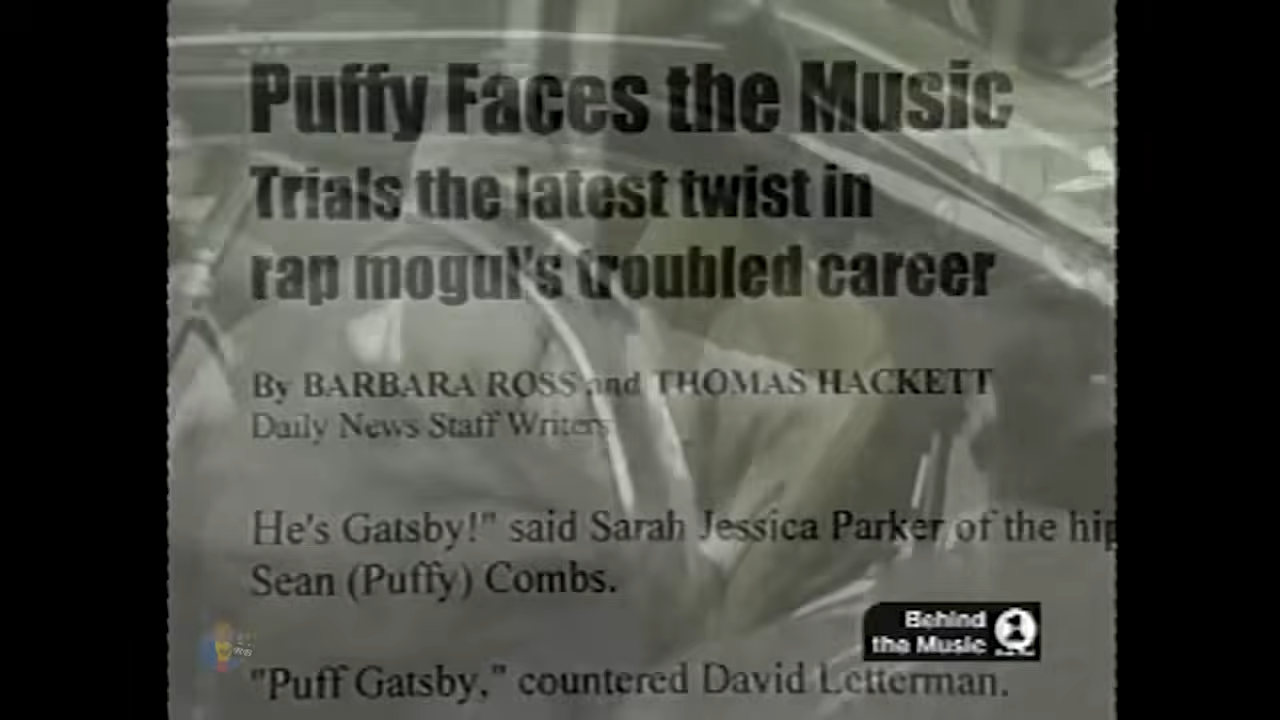 Puffy Faces the Music
Trials the latest twist in
rap mogul's troubled career
By BARBARA ROSS and THOMAS HACKETT
Daily News Staff Writers
He's Gatsby!" said Sarah Jessica Parker of the hip
Sean (Puffy) Combs.
Behind
the Music
"Puff Gatsby," countered David Letterman.